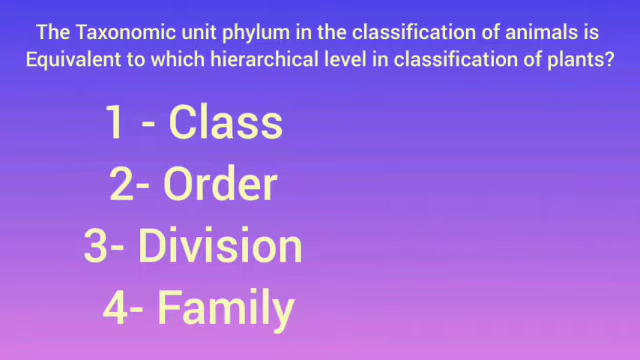 The Taxonomic unit phylum in the classification of animals is
Equivalent to which hierarchical level in classification of plants?
1 - Class
2- Order
3- Division
4- Family